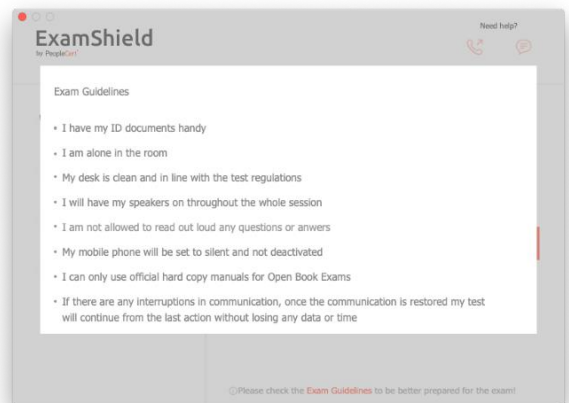 Need help?
ExamShield
by PeopleCert
Exam Guidelines
• I have my ID documents handy
• I am alone in the room
• My desk is clean and in line with the test regulations
• I will have my speakers on throughout the whole session
• I am not allowed to read out loud any questions or anwers
• My mobile phone will be set to silent and not deactivated
• I can only use official hard copy manuals for Open Book Exams
• If there are any interruptions in communication, once the communication is restored my test
will continue from the last action without losing any data or time
Please check the Exam Guidelines to be better prepared for the exam!